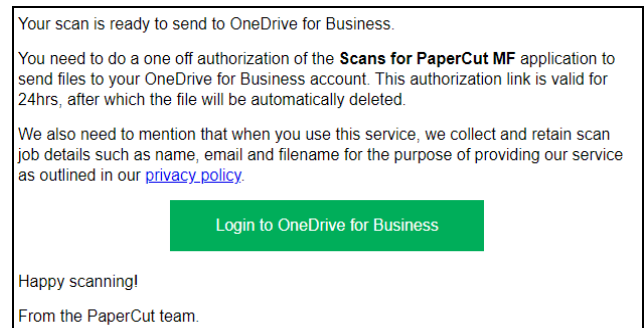 Your scan is ready to send to OneDrive for Business.
You need to do a one off authorization of the Scans for PaperCut MF application to
send files to your OneDrive for Business account. This authorization link is valid for
24hrs, after which the file will be automatically deleted.
We also need to mention that when you use this service, we collect and retain scan
job details such as name, email and filename for the purpose of providing our service
as outlined in our privacy policy.
Login to OneDrive for Business
Happy scanning!
From the PaperCut team.